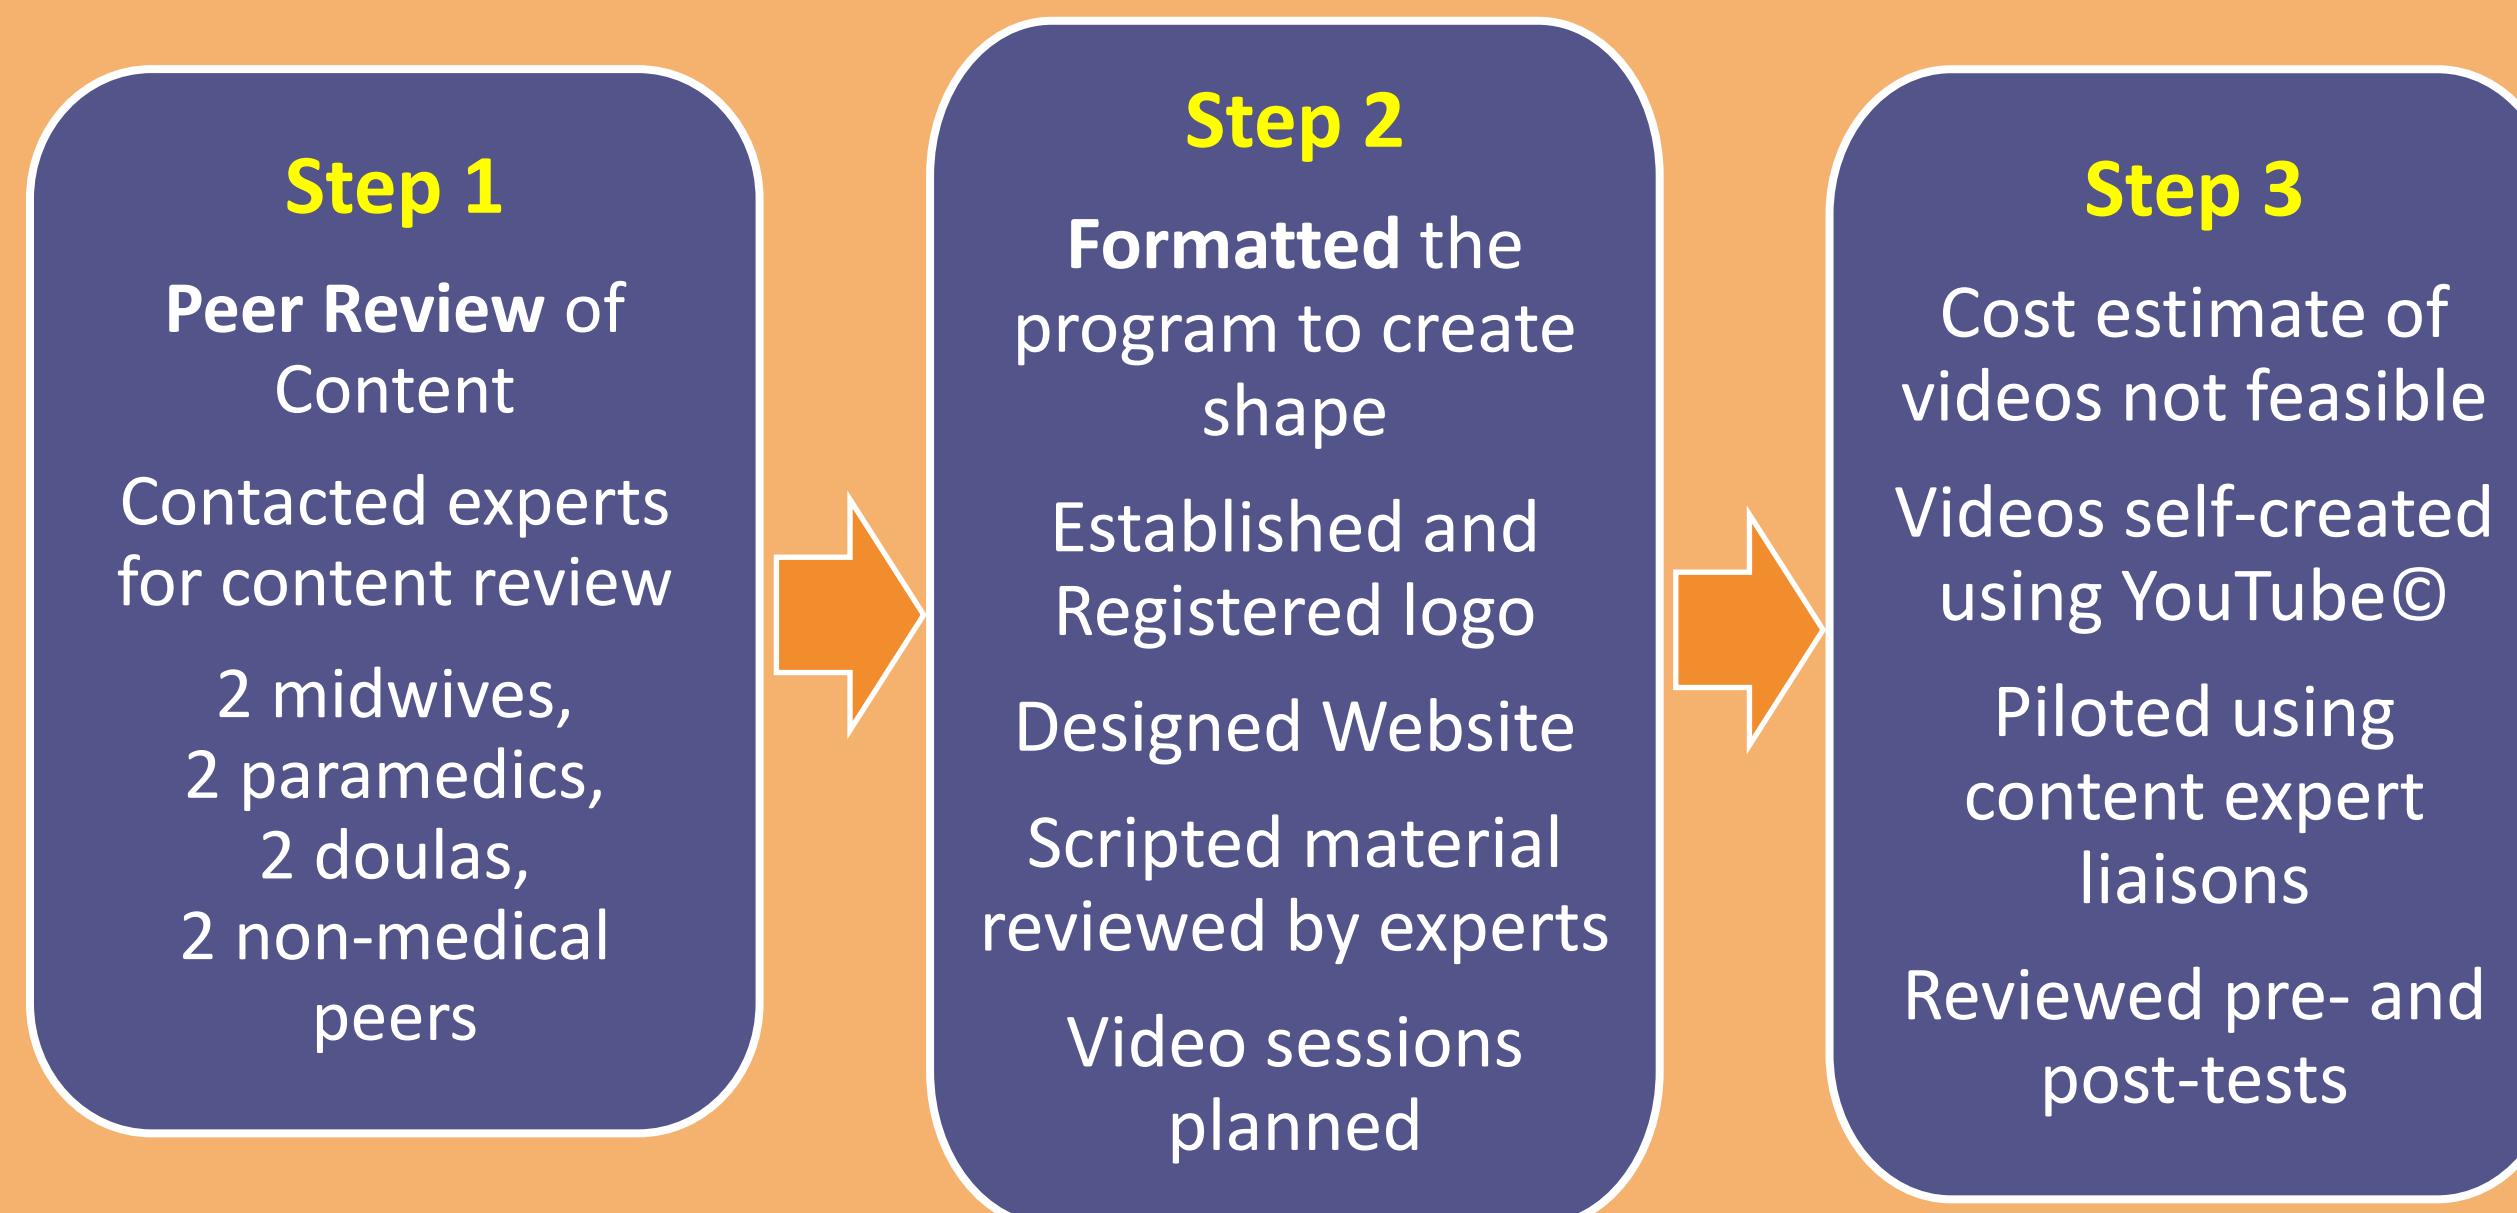 Step 1
Peer Review of
Content
Contacted experts
for content review
2 midwives,
2 paramedics,
2 doulas,
2 non-medical
peers
Step 2
Formatted the
program to create
shape
Established and
Registered logo
Designed Website
Scripted material
reviewed by experts
Video sessions
planned
Step 3
Cost estimate of
videos not feasible
Videos self-created
using YouTube©
Piloted using
content expert
liaisons
Reviewed pre- and
post-tests